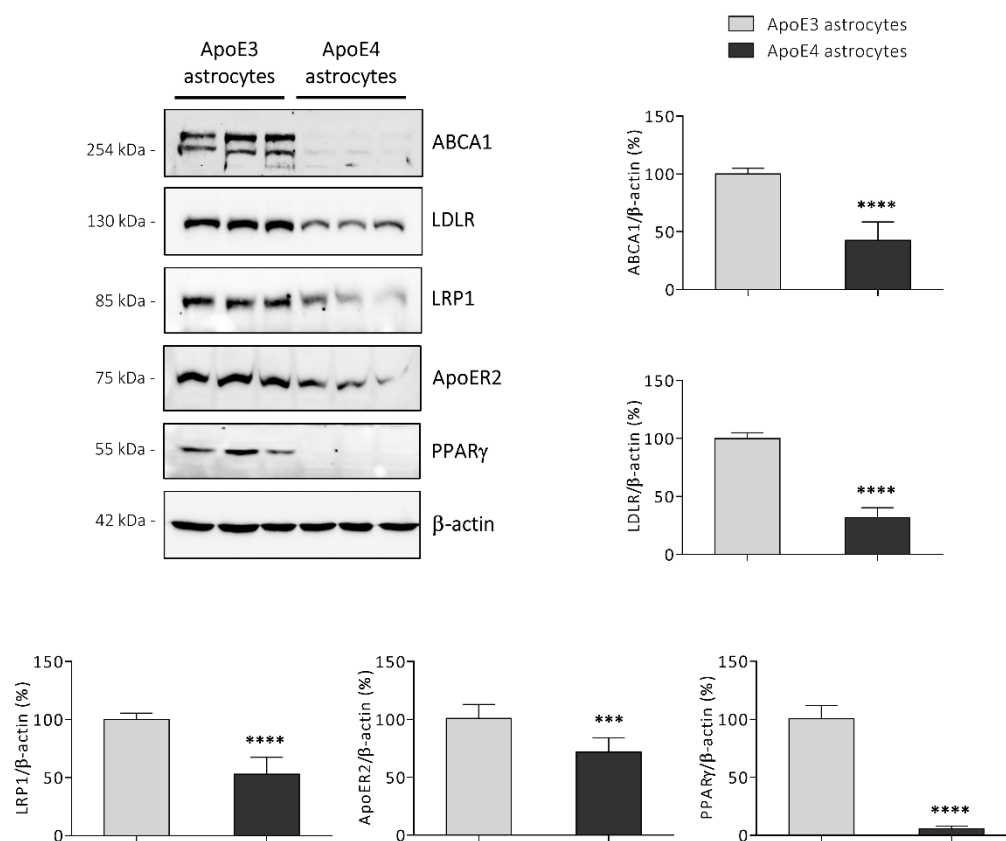 ApoE3 astrocytes
ApoE4 astrocytes
ApoE3
astrocytes
ApoE4
astrocytes
254 kDa -
ABCA1
130 kDa -
LDLR
85 kDa -
LRP1
75 kDa -
ApoER2
55 kDa -
PPARγ
42 kDa -
β-actin
ABCA1/β-actin (%)
150
100
50
0
****
LDLR/β-actin (%)
150
100
50
0
****
LRP1/β-actin (%)
150
100
50
0
****
ApoER2/β-actin (%)
150
100
50
0
***
PPARγ/β-actin (%)
150
100
50
0
****